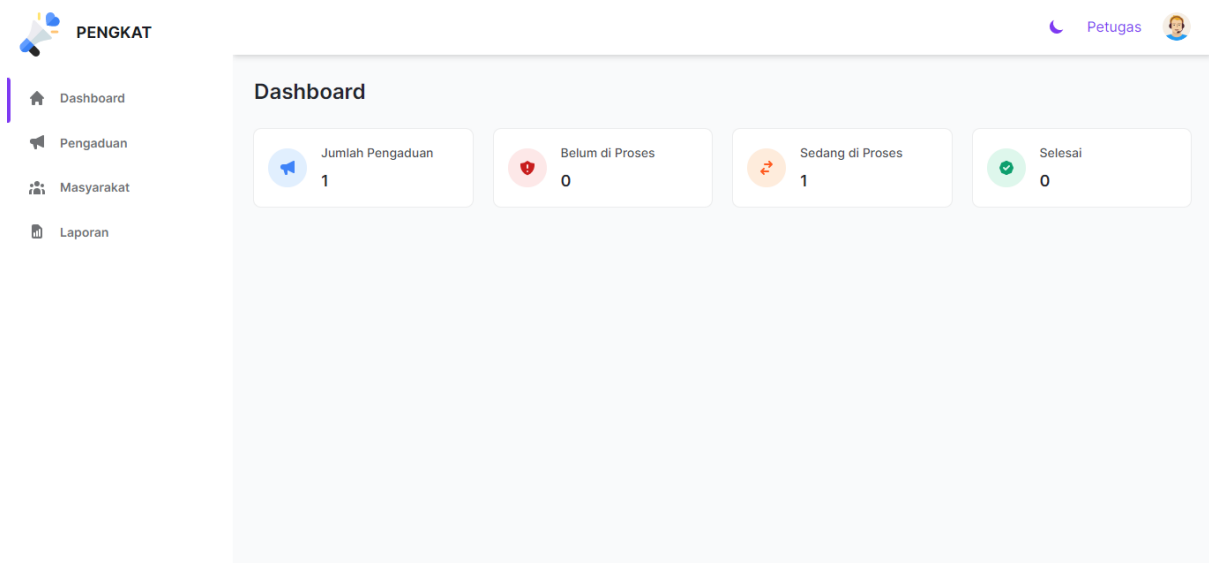 PENGKAT
Petugas
Dashboard
Pengaduan
Masyarakat
Laporan
Dashboard
Jumlah Pengaduan
1
Belum di Proses
0
Sedang di Proses
1
Selesai
0